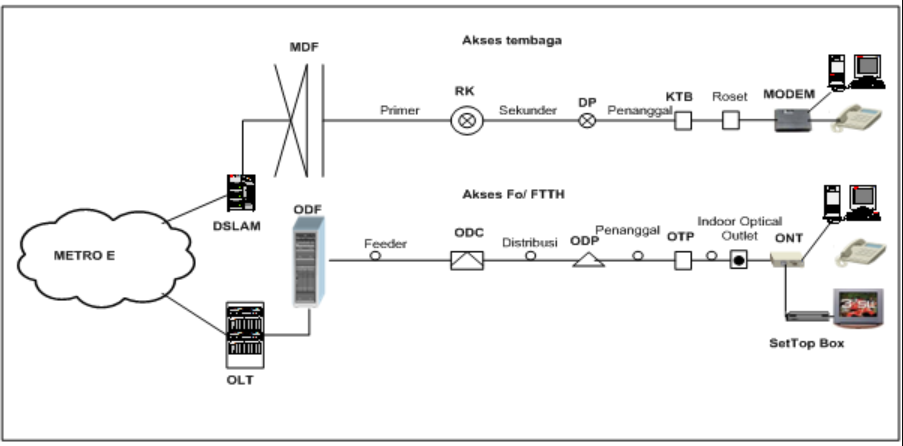 Akses tembaga
MDF
Primer
RK
Sekunder
DP
Penanggal
KTB
Roset
MODEM
METRO E
DSLAM
Akses Fo/ FTTH
ODF
Feeder
ODC
Distribusi
ODP
Penanggal
OTP
Indoor Optical
Outlet
ONT
SetTop Box
OLT